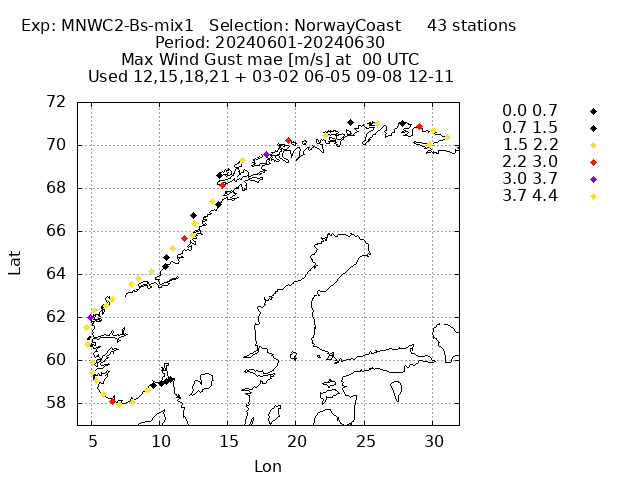 Exp: MNWC2-Bs-mix1 Selection: NorwayCoast 43 stations
Period: 20240601-20240630
Max Wind Gust mae [m/s] at 00 UTC
Used 12,15,18,21 + 03-02 06-05 09-08 12-11
72
70
68
66
64
62
60
58
Lat
5 10 15 20 25 30
Lon
0.0 0.7
0.7 1.5
1.5 2.2
2.2 3.0
3.0 3.7
3.7 4.4